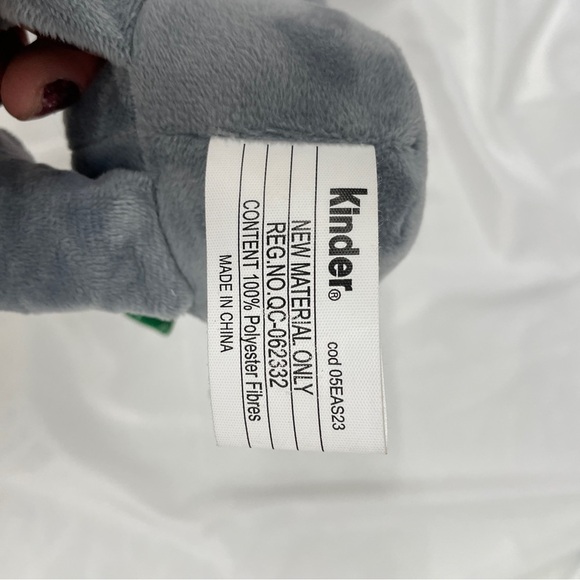 kinder®
cod 05EAS23
NEW MATERIAL ONLY
REG.NO.QC-062332
CONTENT 100% Polyester Fibres
MADE IN CHINA